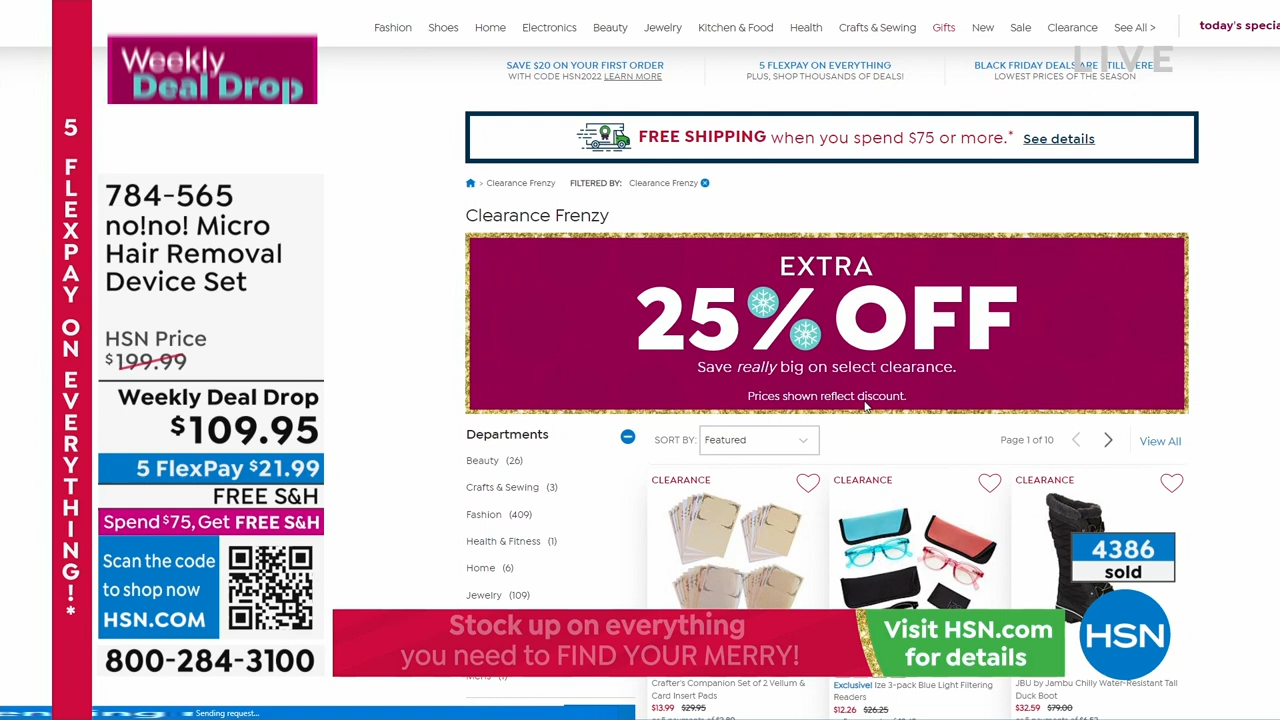 Fashion Shoes Home Electronics Beauty Jewelry Kitchen & Food Health Crafts & Sewing Gifts New Sale Clearance See All >
today's specia
LIVE
Weekly
Deal Drop
SAVE $20 ON YOUR FIRST ORDER
WITH CODE HSN2022 LEARN MORE
5 FLEXPAY ON EVERYTHING
PLUS, SHOP THOUSANDS OF DEALS!
BLACK FRIDAY DEALS
LOWEST PRICES OF THE SEASON
FREE SHIPPING when you spend $75 or more.* See details
5 FLEXPAY ON EVERYTHING!*
> Clearance Frenzy FILTERED BY: Clearance Frenzy
Clearance Frenzy
784-565
no!no! Micro
Hair Removal
Device Set
HSN Price
$199.99
Weekly Deal Drop
$109.95
5 FlexPay $21.99
FREE S&H
Spend $75, Get FREE S&H
Scan the code
to shop now
HSN.COM
800-284-3100
EXTRA
25% OFF
Save really big on select clearance.
Prices shown reflect discount.
Departments
Beauty (26)
Crafts & Sewing (3)
Fashion (409)
Health & Fitness (1)
Home (6)
Jewelry (109)
SORT BY: Featured
Page 1 of 10
View All
CLEARANCE
CLEARANCE
CLEARANCE
4386
sold
Stock up on everything
you need to FIND YOUR MERRY!
Visit HSN.com
for details
HSN
Crafter's Companion Set of 2 Vellum &
Card Insert Pads
$13.99 $29.95
Exclusive! Ize 3-pack Blue Light Filtering
Readers
$12.26 $26.25
JBU by Jambu Chilly Water-Resistant Tall
Duck Boot
$32.59 $79.00
Sending request...